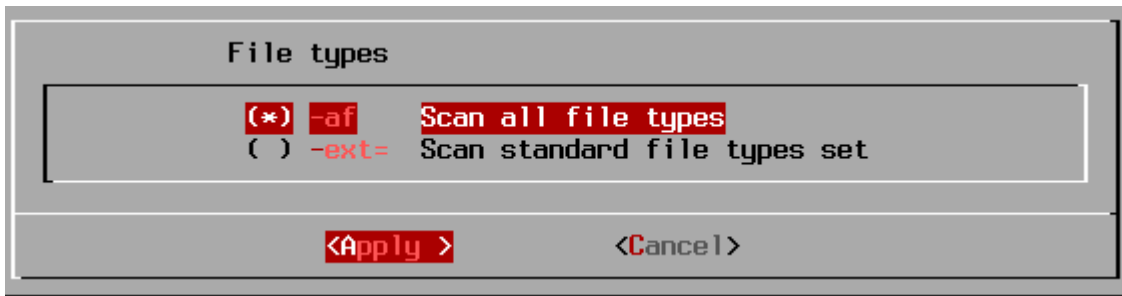 File types
(*) -af Scan all file types
( ) -ext= Scan standard file types set
<Apply > <Cancel>